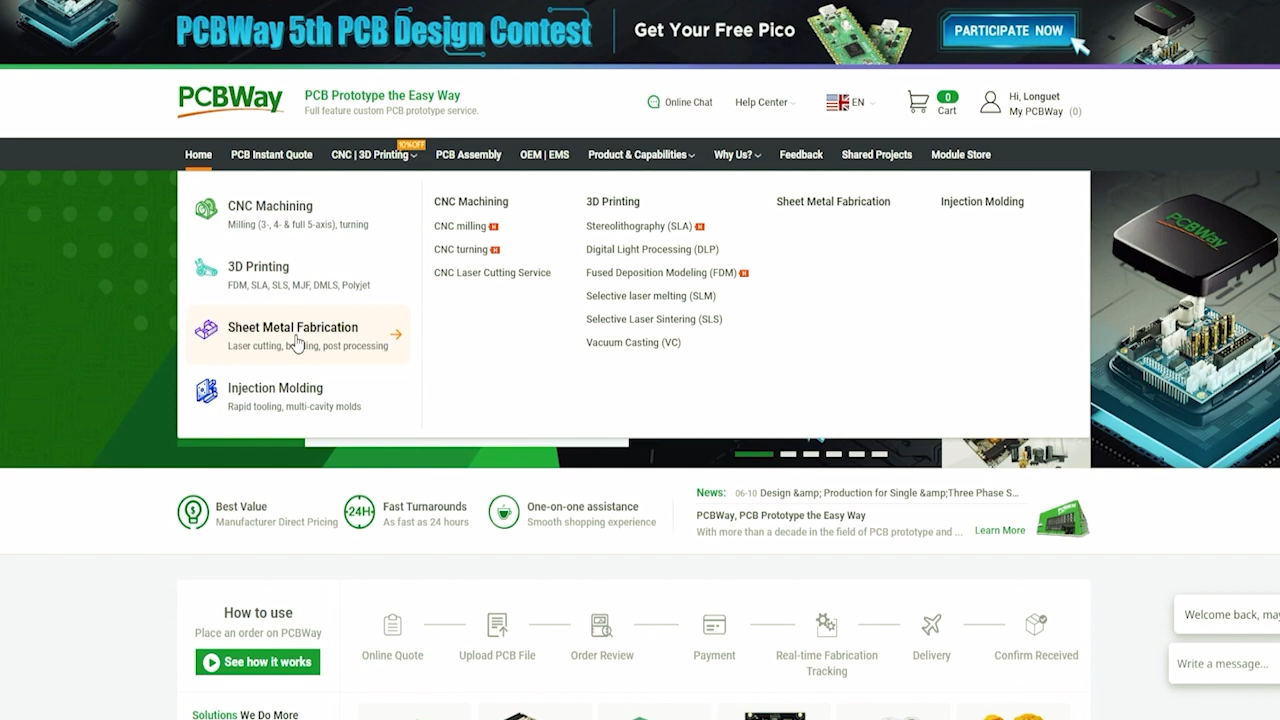 PCBWay 5th PCB Design Contest
Get Your Free Pico
PARTICIPATE NOW
PCBWay
PCB Prototype the Easy Way
Full feature custom PCB prototype service.
Online Chat
Help Center
EN
0
Cart
Hi, Longuet
My PCBWay (0)
10%OFF
Home
PCB Instant Quote
CNC | 3D Printing
PCB Assembly
OEM | EMS
Product & Capabilities
Why Us?
Feedback
Shared Projects
Module Store
CNC Machining
Milling (3-, 4- & full 5-axis), turning
3D Printing
FDM, SLA, SLS, MJF, DMLS, Polyjet
Sheet Metal Fabrication
Laser cutting, post processing
Injection Molding
Rapid tooling, multi-cavity molds
CNC Machining
CNC milling H
CNC turning H
CNC Laser Cutting Service
3D Printing
Stereolithography (SLA) H
Digital Light Processing (DLP)
Fused Deposition Modeling (FDM) H
Selective laser melting (SLM)
Selective Laser Sintering (SLS)
Vacuum Casting (VC)
Sheet Metal Fabrication
Injection Molding
PCBWay
Best Value
Manufacturer Direct Pricing
24H
Fast Turnarounds
As fast as 24 hours
One-on-one assistance
Smooth shopping experience
News: 06-10 Design &amp; Production for Single &amp;Three Phase S...
PCBWay, PCB Prototype the Easy Way
With more than a decade in the field of PCB prototype and ...
Learn More
How to use
Place an order on PCBWay
See how it works
Online Quote
Upload PCB File
Order Review
Payment
Real-time Fabrication
Tracking
Delivery
Confirm Received
Welcome back, may
Write a message...
Solutions We Do More